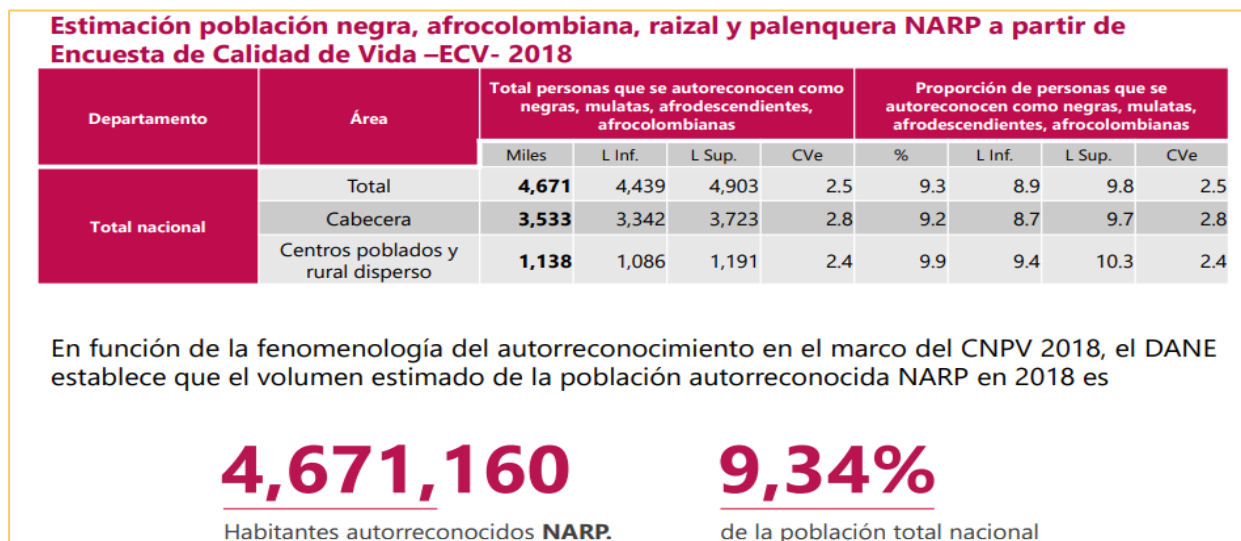 Estimación población negra, afrocolombiana, raizal y palenquera NARP a partir de
Encuesta de Calidad de Vida –ECV- 2018
Departamento
Área
Total personas que se autoreconocen como
negras, mulatas, afrodescendientes,
afrocolombianas
Proporción de personas que se
autoreconocen como negras, mulatas,
afrodescendientes, afrocolombianas
Miles L Inf. L Sup. CVe % L Inf. L Sup. CVe
Total nacional
Total 4,671 4,439 4,903 2.5 9.3 8.9 9.8 2.5
Cabecera 3,533 3,342 3,723 2.8 9.2 8.7 9.7 2.8
Centros poblados y
rural disperso 1,138 1,086 1,191 2.4 9.9 9.4 10.3 2.4
En función de la fenomenología del autorreconocimiento en el marco del CNPV 2018, el DANE
establece que el volumen estimado de la población autorreconocida NARP en 2018 es
4,671,160 9,34%
Habitantes autorreconocidos NARP. de la población total nacional